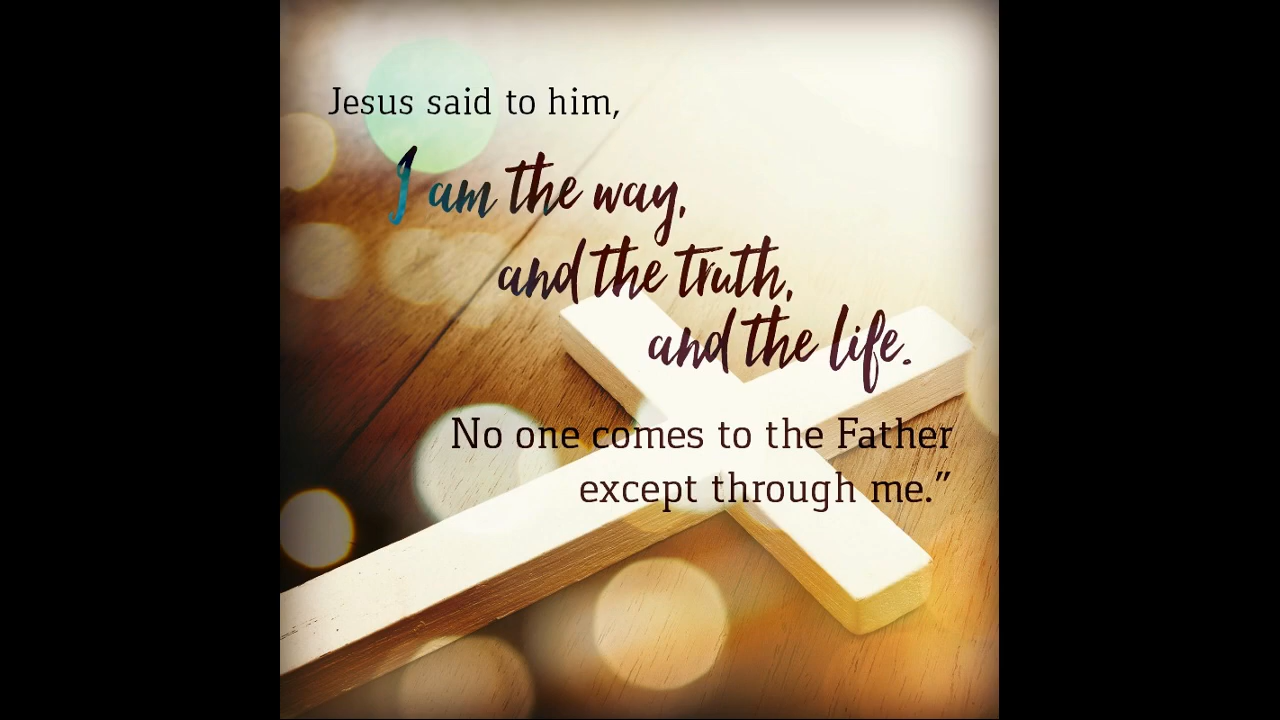 Jesus said to him,
I am the way,
and the truth,
and the life.
No one comes to the Father
except through me.”